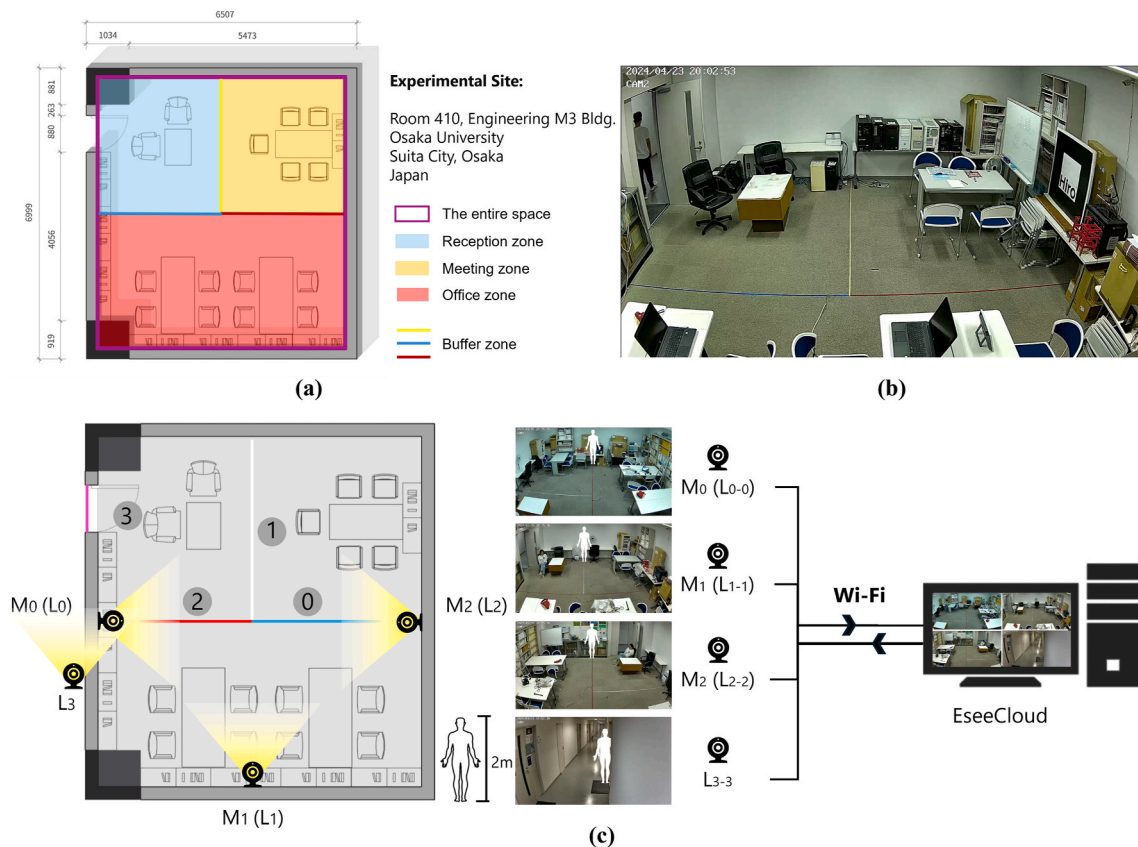 6507
1034
5473
881
263
880
6999
4056
919
Experimental Site:
Room 410, Engineering M3 Bldg.
Osaka University
Suita City, Osaka
Japan
The entire space
Reception zone
Meeting zone
Office zone
Buffer zone
(a)
2024/04/23 20:02:53
CAM2
Hiro
(b)
3
1
2
0
M0 (L0)
L3
M2 (L2)
M1 (L1)
2m
M0 (L0-0)
M1 (L1-1)
M2 (L2-2)
L3-3
Wi-Fi
EseeCloud
(c)